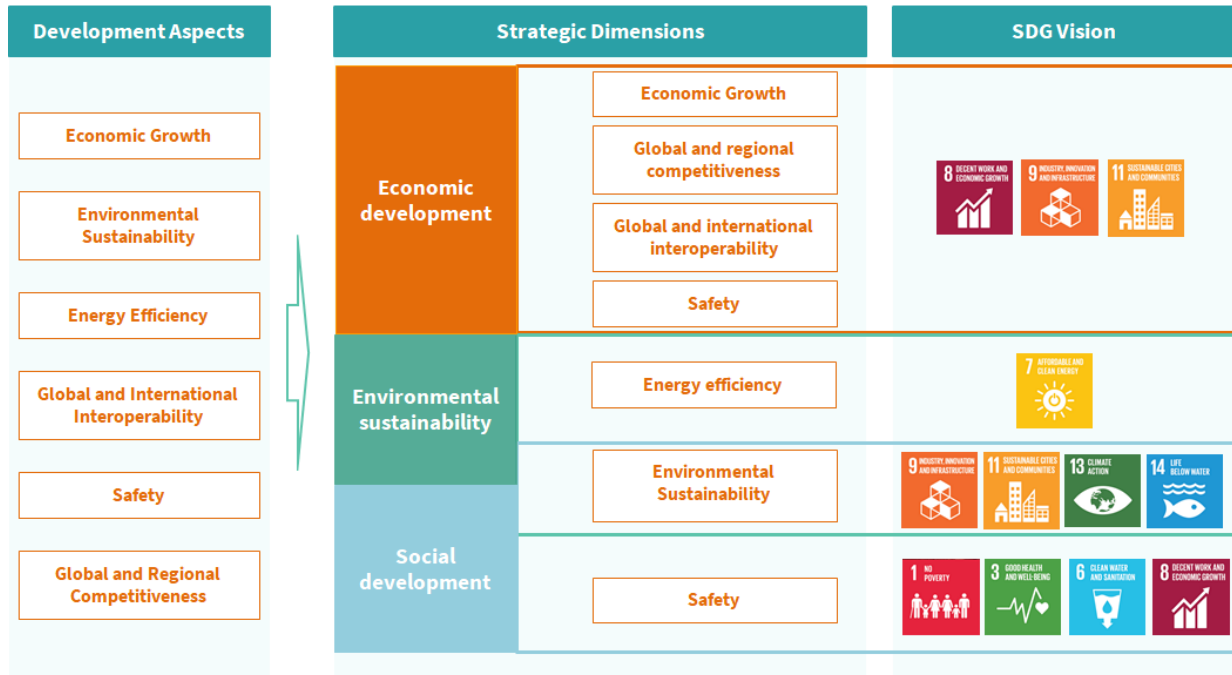 Development Aspects
Strategic Dimensions
SDG Vision
Economic Growth
Environmental
Sustainability
Energy Efficiency
Global and International
Interoperability
Safety
Global and Regional
Competitiveness
Economic
development
Economic Growth
Global and regional
competitiveness
Global and international
interoperability
Safety
8 DECENT WORK AND
ECONOMIC GROWTH
9 INDUSTRY, INNOVATION
AND INFRASTRUCTURE
11 SUSTAINABLE CITIES
AND COMMUNITIES
Environmental
sustainability
Energy efficiency
7 AFFORDABLE AND
CLEAN ENERGY
Environmental
Sustainability
9 INDUSTRY, INNOVATION
AND INFRASTRUCTURE
11 SUSTAINABLE CITIES
AND COMMUNITIES
13 CLIMATE
ACTION
14 LIFE
BELOW WATER
Social
development
Safety
1 NO
POVERTY
3 GOOD HEALTH
AND WELL-BEING
6 CLEAN WATER
AND SANITATION
8 DECENT WORK AND
ECONOMIC GROWTH